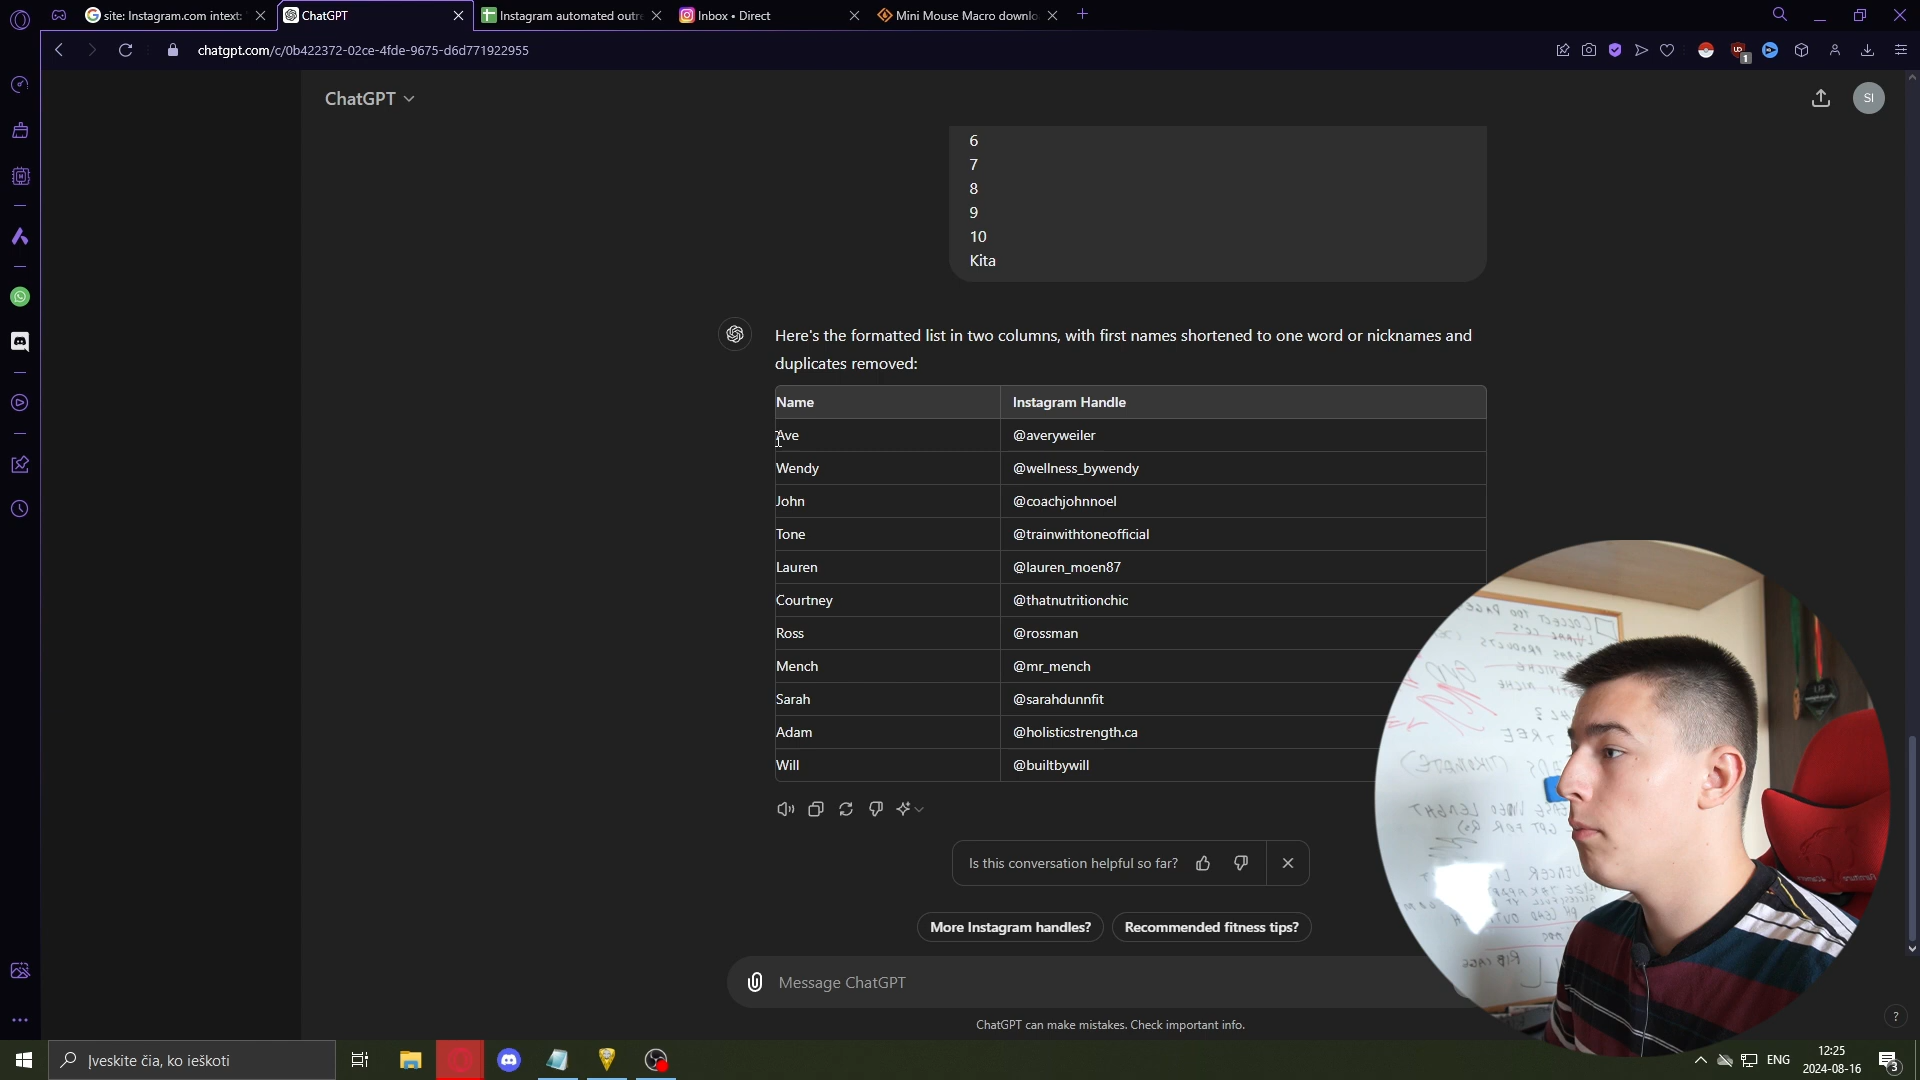 site: Instagram.com intext:
ChatGPT
Instagram automated outre
Inbox • Direct
Mini Mouse Macro downlo
chatgpt.com/c/0b422372-02ce-4fde-9675-d6d771922955
1
ChatGPT
SI
6
7
8
9
10
Kita
Here's the formatted list in two columns, with first names shortened to one word or nicknames and
duplicates removed:
Name Instagram Handle
Ave @averyweiler
Wendy @wellness_bywendy
John @coachjohnnoel
Tone @trainwithtoneofficial
Lauren @lauren_moen87
Courtney @thatnutritionchic
Ross @rossman
Mench @mr_mench
Sarah @sarahdunnfit
Adam @holisticstrength.ca
Will @builtbywill
Is this conversation helpful so far?
More Instagram handles? Recommended fitness tips?
Message ChatGPT
ChatGPT can make mistakes. Check important info.
?
Įveskite čia, ko ieškoti
ENG
12:25
2024-08-16
3